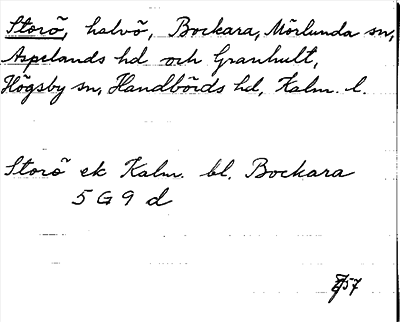 Storö, halvö, Bockara, Mörlunda sn,
Aspelands hd och Granhult,
Högsby sn, Handbörds hd, Kalm. l.
Storö ek Kalm. bl. Bockara
5 G 9 d
57